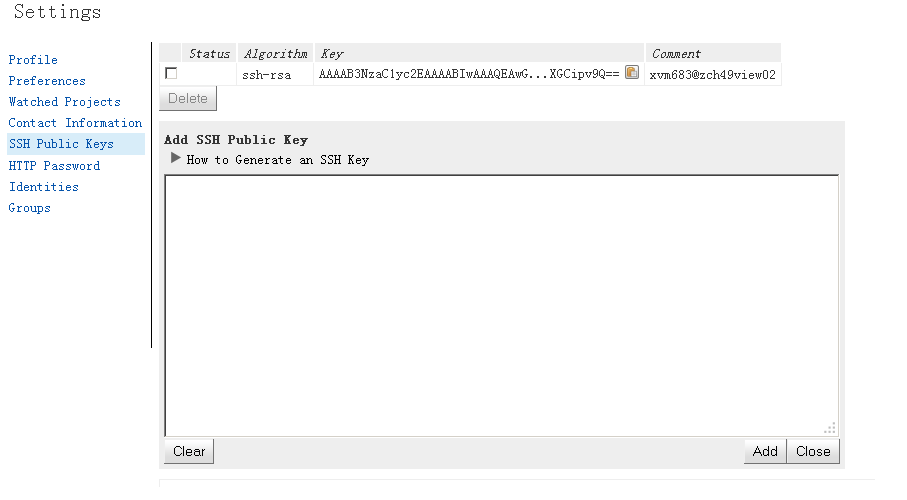 Settings
Profile
Preferences
Watched Projects
Contact Information
SSH Public Keys
HTTP Password
Identities
Groups
Status Algorithm Key Comment
ssh-rsa AAAAB3NzaC1yc2EAAAABIwAAAQEAwG...XGCipv9Q== xvm683@zch49view02
Delete
Add SSH Public Key
How to Generate an SSH Key
Clear Add Close